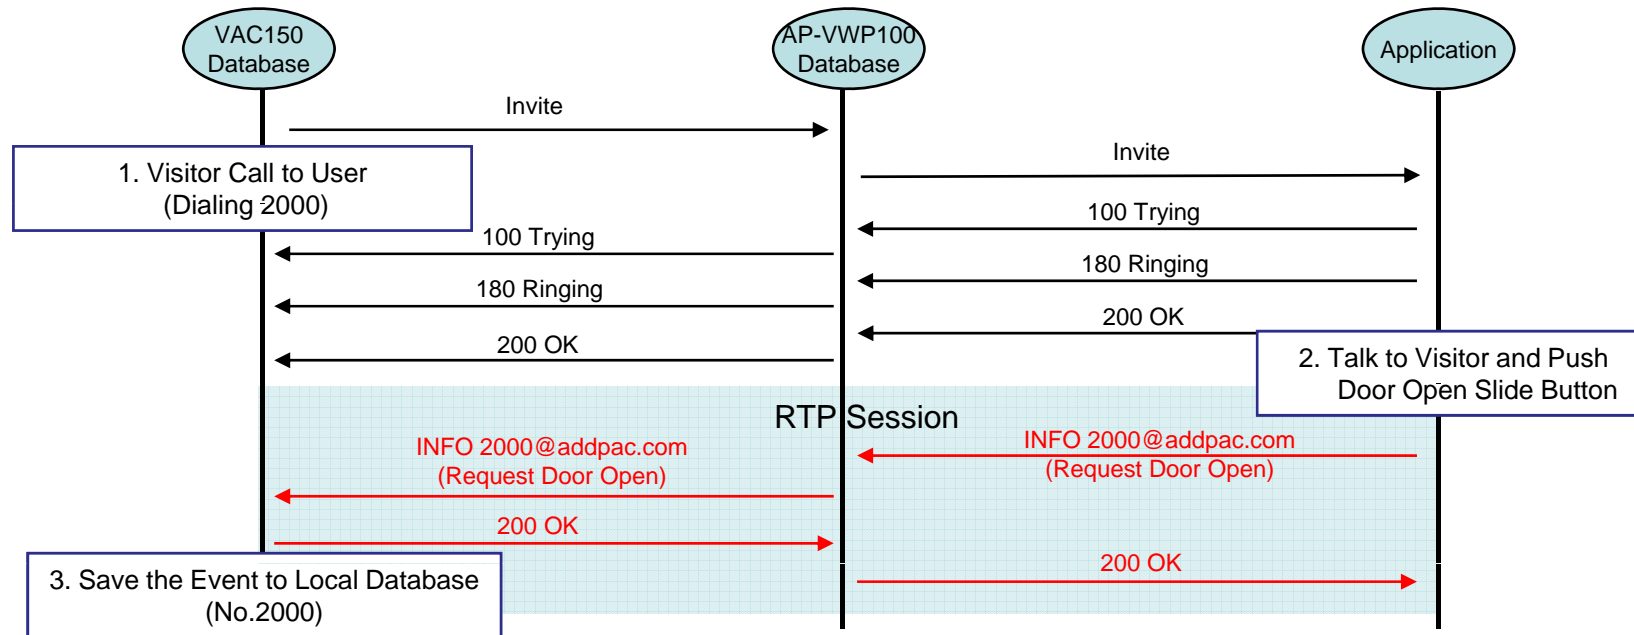 VAC150
Database
AP-VWP100
Database
Application
Invite
1. Visitor Call to User
(Dialing 2000)
Invite
100 Trying
100 Trying
180 Ringing
180 Ringing
200 OK
200 OK
2. Talk to Visitor and Push
Door Open Slide Button
RTP Session
INFO 2000@addpac.com
(Request Door Open)
INFO 2000@addpac.com
(Request Door Open)
200 OK
200 OK
3. Save the Event to Local Database
(No.2000)